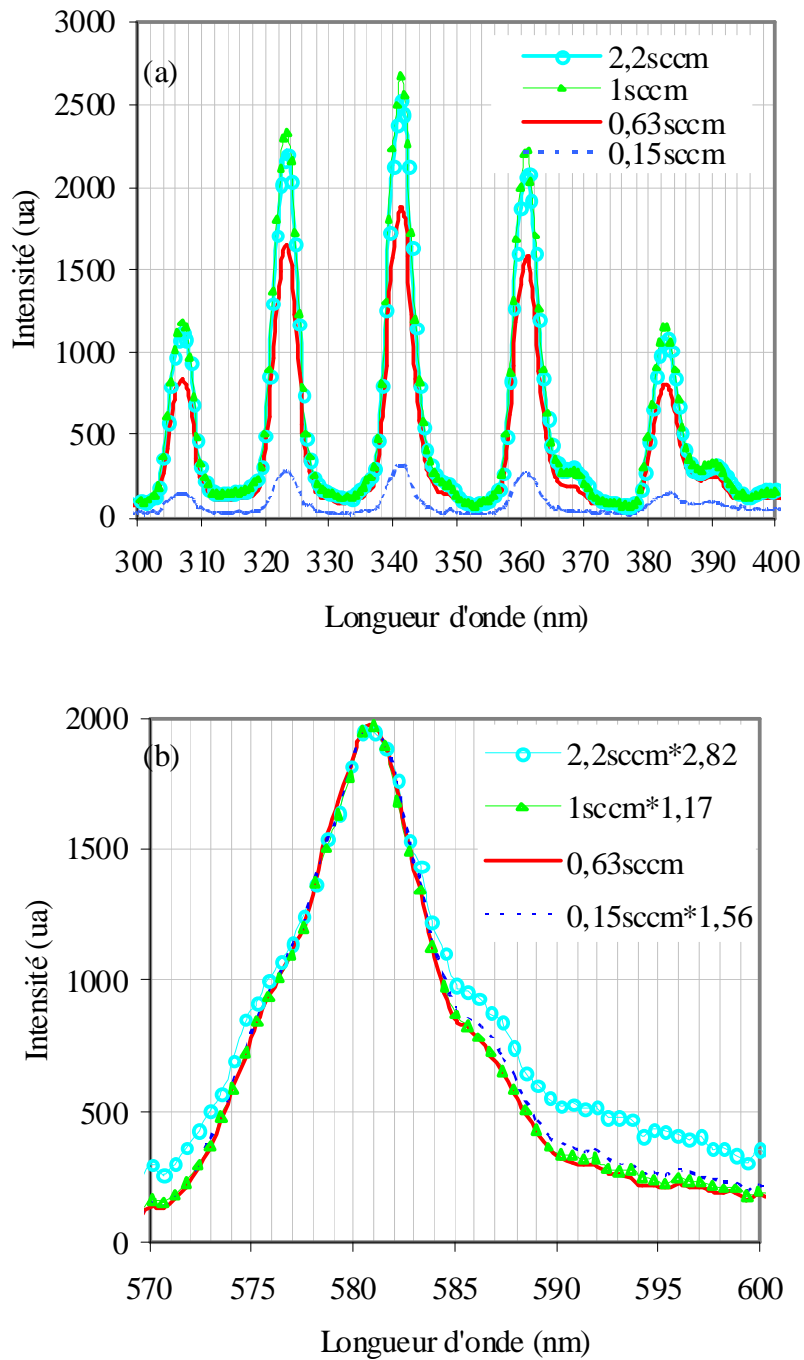 (a)
2,2sccm
1sccm
0,63sccm
0,15sccm
3000
2500
2000
1500
1000
500
0
Intensité (ua)
300 310 320 330 340 350 360 370 380 390 400
Longueur d'onde (nm)
(b)
2,2sccm*2,82
1sccm*1,17
0,63sccm
0,15sccm*1,56
2000
1500
1000
500
0
Intensité (ua)
570 575 580 585 590 595 600
Longueur d'onde (nm)